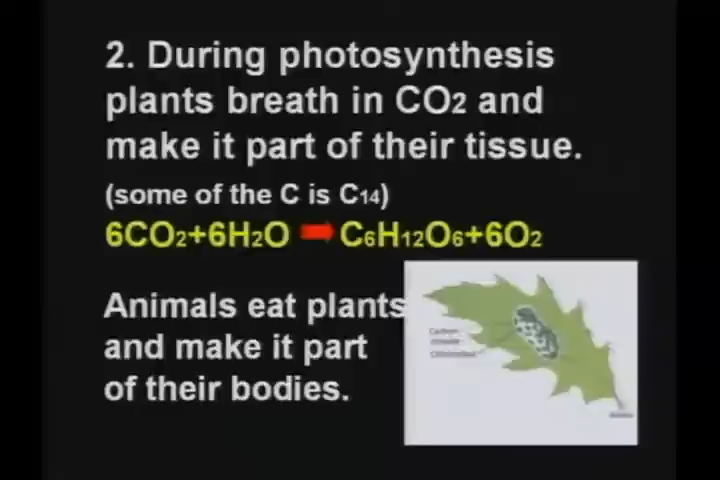 2. During photosynthesis
plants breath in CO2 and
make it part of their tissue.
(some of the C is C14)
6CO2+6H2O C6H12O6+6O2
Animals eat plants
and make it part
of their bodies.